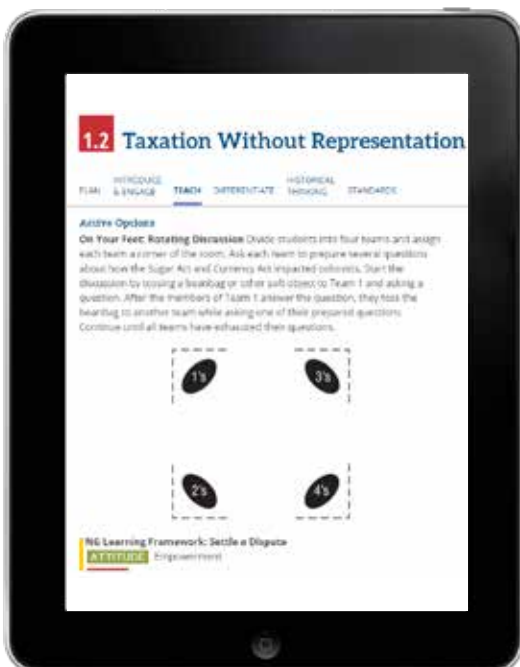 1.2 Taxation Without Representation
PLAN INTRODUCE & ENGAGE TEACH DIFFERENTIATE HISTORICAL THINKING STANDARDS
Active Options
On Your Feet: Rotating Discussion Divide students into four teams and assign
each team a corner of the room. Ask each team to prepare several questions
about how the Sugar Act and Currency Act impacted colonists. Start the
discussion by tossing a beanbag or other soft object to Team 1 and asking a
question. After the members of Team 1 answer the question, they toss the
beanbag to another team while asking one of their prepared questions.
Continue until all teams have exhausted their questions.
1's 3's
2's 4's
NG Learning Framework: Settle a Dispute
ATTITUDE Empowerment